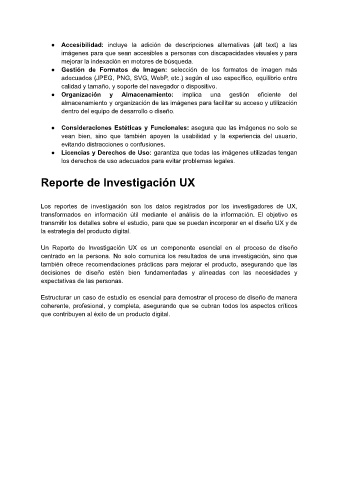 ● Accesibilidad: incluye la adición de descripciones alternativas (alt text) a las
imágenes para que sean accesibles a personas con discapacidades visuales y para
mejorar la indexación en motores de búsqueda.
● Gestión de Formatos de Imagen: selección de los formatos de imagen más
adecuados (JPEG, PNG, SVG, WebP, etc.) según el uso específico, equilibrio entre
calidad y tamaño, y soporte del navegador o dispositivo.
● Organización y Almacenamiento: implica una gestión eficiente del
almacenamiento y organización de las imágenes para facilitar su acceso y utilización
dentro del equipo de desarrollo o diseño.
● Consideraciones Estéticas y Funcionales: asegura que las imágenes no solo se
vean bien, sino que también apoyen la usabilidad y la experiencia del usuario,
evitando distracciones o confusiones.
● Licencias y Derechos de Uso: garantiza que todas las imágenes utilizadas tengan
los derechos de uso adecuados para evitar problemas legales.
Reporte de Investigación UX
Los reportes de investigación son los datos registrados por los investigadores de UX,
transformados en información útil mediante el análisis de la información. El objetivo es
transmitir los detalles sobre el estudio, para que se puedan incorporar en el diseño UX y de
la estrategia del producto digital.
Un Reporte de Investigación UX es un componente esencial en el proceso de diseño
centrado en la persona. No solo comunica los resultados de una investigación, sino que
también ofrece recomendaciones prácticas para mejorar el producto, asegurando que las
decisiones de diseño estén bien fundamentadas y alineadas con las necesidades y
expectativas de las personas.
Estructurar un caso de estudio es esencial para demostrar el proceso de diseño de manera
coherente, profesional, y completa, asegurando que se cubran todos los aspectos críticos
que contribuyen al éxito de un producto digital.